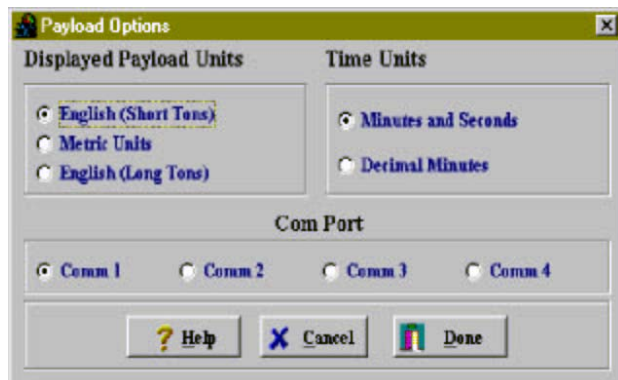 Payload Options
Displayed Payload Units
Time Units
English (Short Tons)
Metric Units
English (Long Tons)
Minutes and Seconds
Decimal Minutes
Com Port
Comm 1 Comm 2 Comm 3 Comm 4
Help Cancel Done